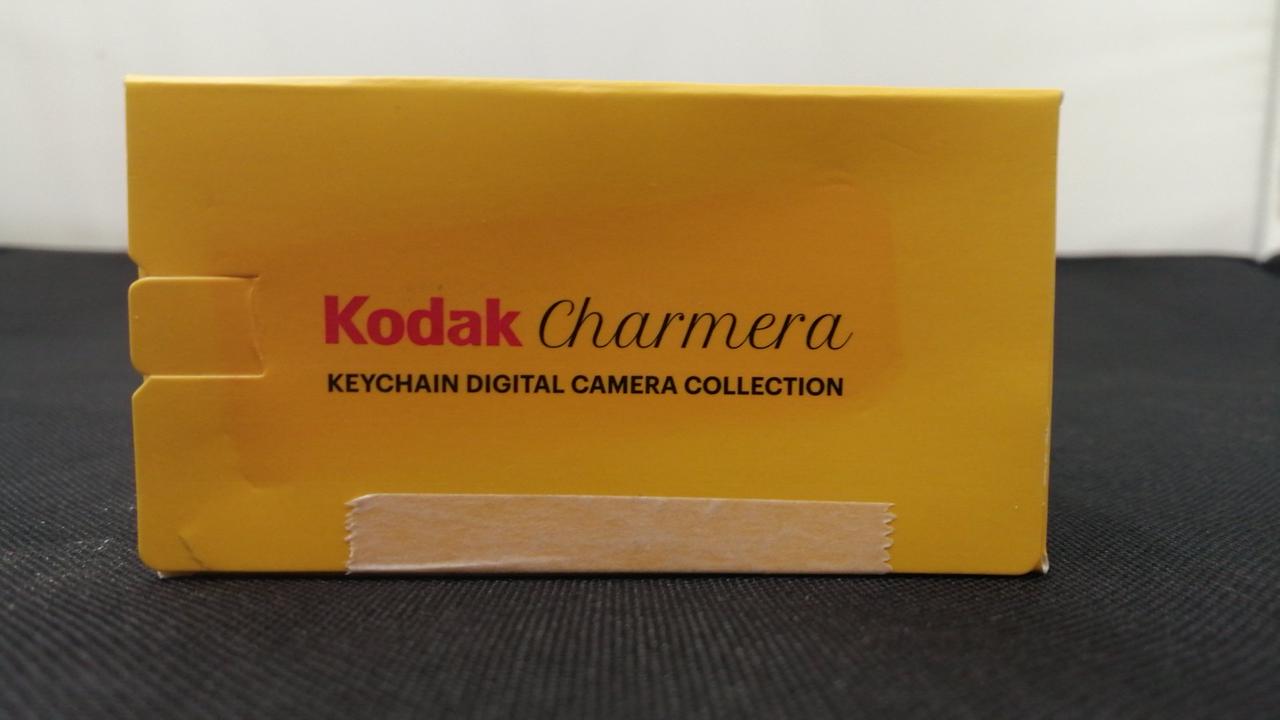 Kodak Charmera
KEYCHAIN DIGITAL CAMERA COLLECTION